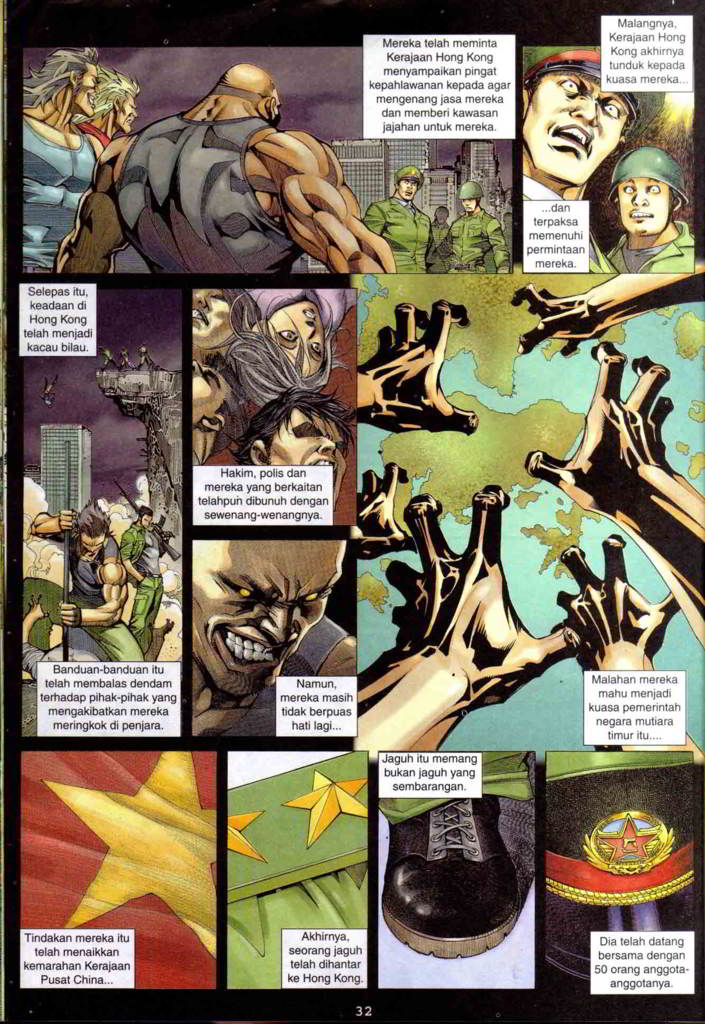 Mereka telah meminta
Kerajaan Hong Kong
menyampaikan pingat
kepahlawanan kepada agar
mengenang jasa mereka
dan memberi kawasan
jajahan untuk mereka.
Malangnya,
Kerajaan Hong
Kong akhirnya
tunduk kepada
kuasa mereka...
...dan
terpaksa
memenuhi
permintaan
mereka.
Selepas itu,
keadaan di
Hong Kong
telah menjadi
kacau bilau.
Banduan-banduan itu
telah membalas dendam
terhadap pihak-pihak yang
mengakibatkan mereka
meringkok di penjara.
Hakim, polis dan
mereka yang berkaitan
telahpun dibunuh dengan
sewenang-wenangnya.
Namun,
mereka masih
tidak berpuas
hati lagi...
Malahan mereka
mahu menjadi
kuasa pemerintah
negara mutiara
timur itu....
Tindakan mereka itu
telah menaikkan
kemarahan Kerajaan
Pusat China...
Akhirnya,
seorang jaguh
telah dihantar
ke Hong Kong.
Jaguh itu memang
bukan jaguh yang
sembarangan.
Dia telah datang
bersama dengan
50 orang anggota-
anggotanya.
32